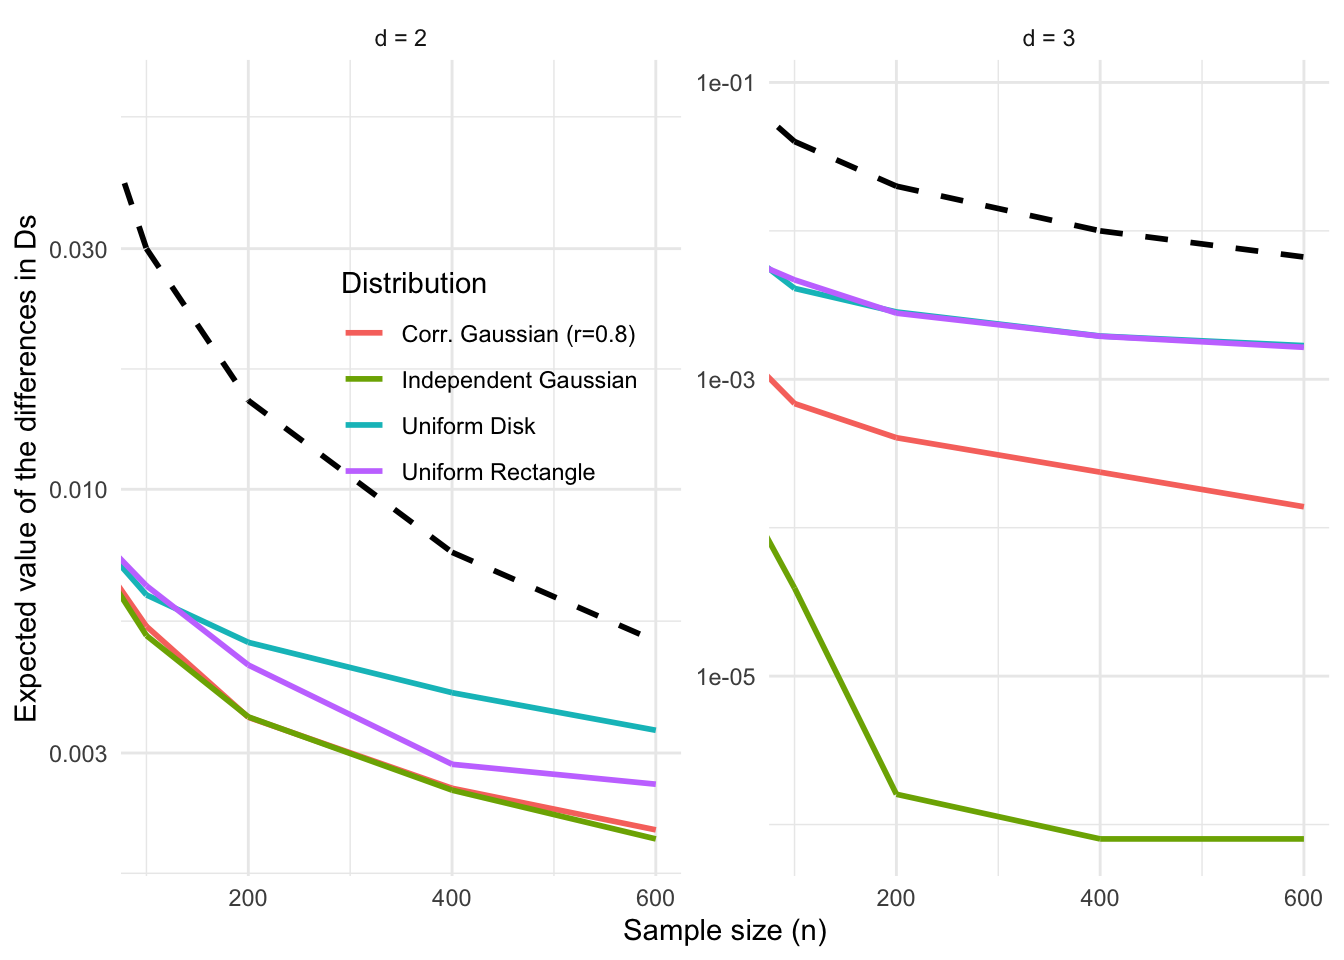 d = 2
d = 3
Expected value of the differences in Ds
0.030
0.010
0.003
1e-01
1e-03
1e-05
Distribution
Corr. Gaussian (r=0.8)
Independent Gaussian
Uniform Disk
Uniform Rectangle
200
400
600
200
400
600
Sample size (n)